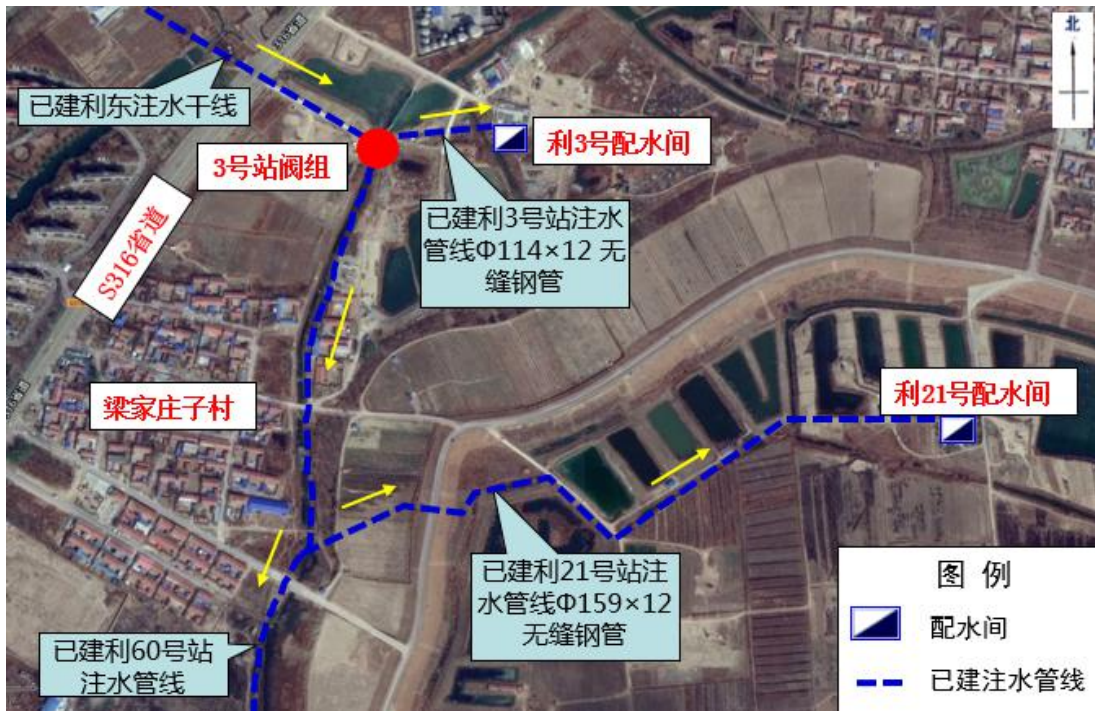 北
316省道
已建利东注水干线
利3号配水间
3号站阀组
已建利3号站注水
管线Φ114×12 无
缝钢管
S316省道
梁家庄子村
利21号配水间
已建利21号站注
水管线Φ159×12
无缝钢管
已建利60号站
注水管线
图 例
配水间
已建注水管线